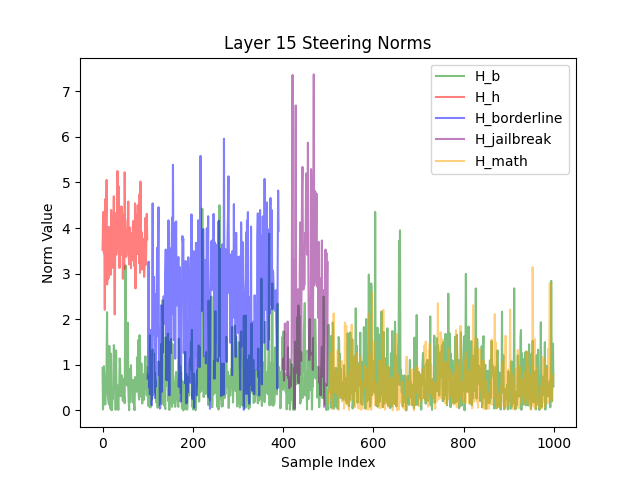 Layer 15 Steering Norms
H_b
H_h
H_borderline
H_jailbreak
H_math
Norm Value
7
6
5
4
3
2
1
0
0 200 400 600 800 1000
Sample Index